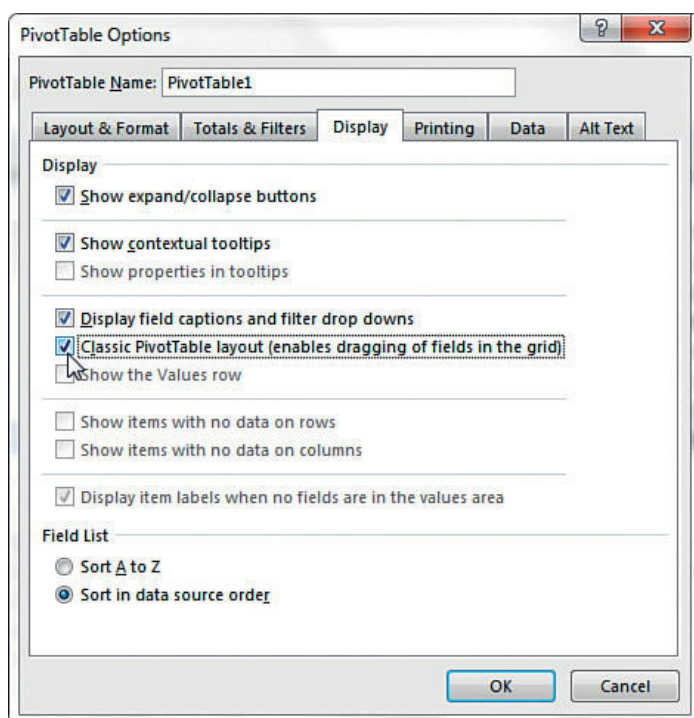 PivotTable Options
?
PivotTable Name: PivotTable1
Layout & Format Totals & Filters Display Printing Data Alt Text
Display
Show expand/collapse buttons
Show contextual tooltips
Show properties in tooltips
Display field captions and filter drop downs
Classic PivotTable layout (enables dragging of fields in the grid)
Show the Values row
Show items with no data on rows
Show items with no data on columns
Display item labels when no fields are in the values area
Field List
Sort A to Z
Sort in data source order
OK Cancel